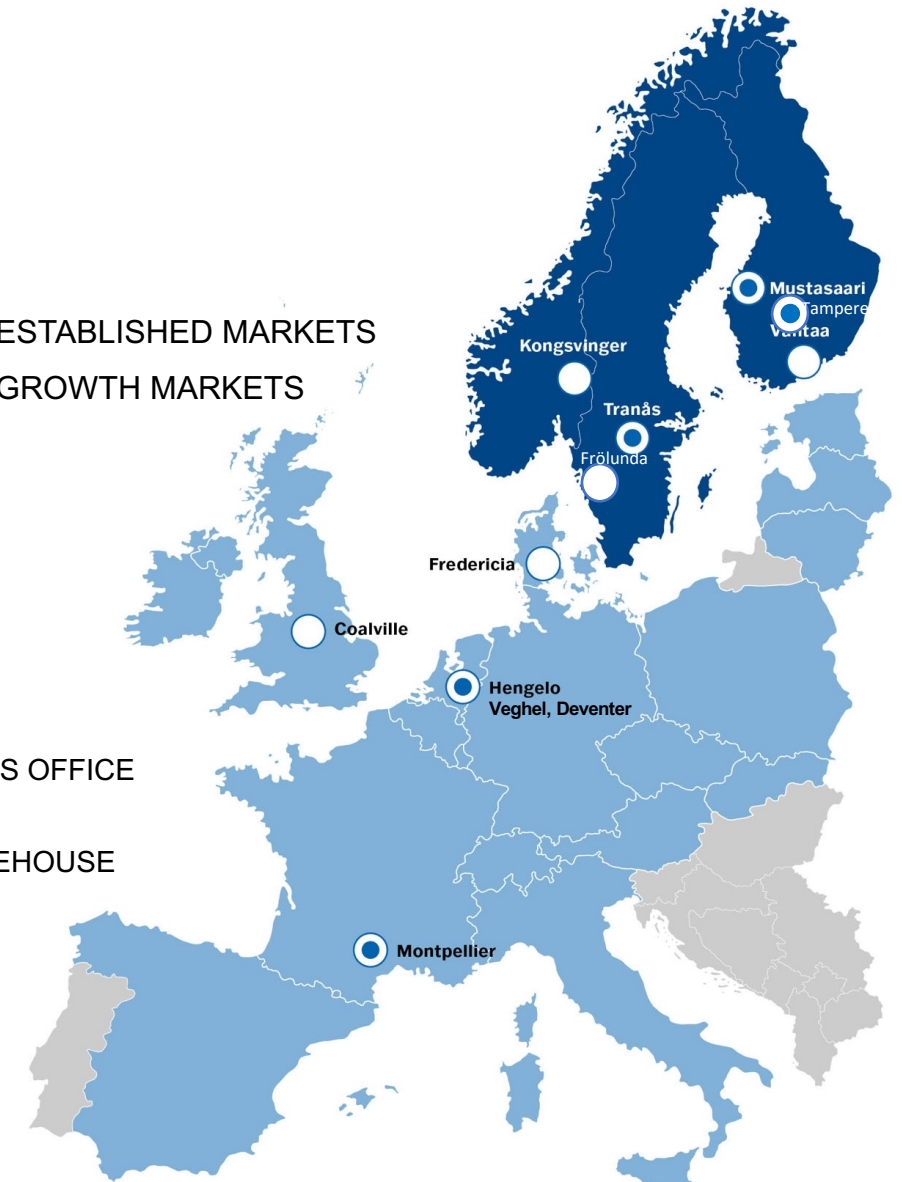 ESTABLISHED MARKETS
GROWTH MARKETS
Mustasaari
Tampere
Vantaa
Kongsvinger
Tranås
Frölunda
Fredericia
Coalville
Hengelo
Veghel, Deventer
S OFFICE
EHOUSE
Montpellier